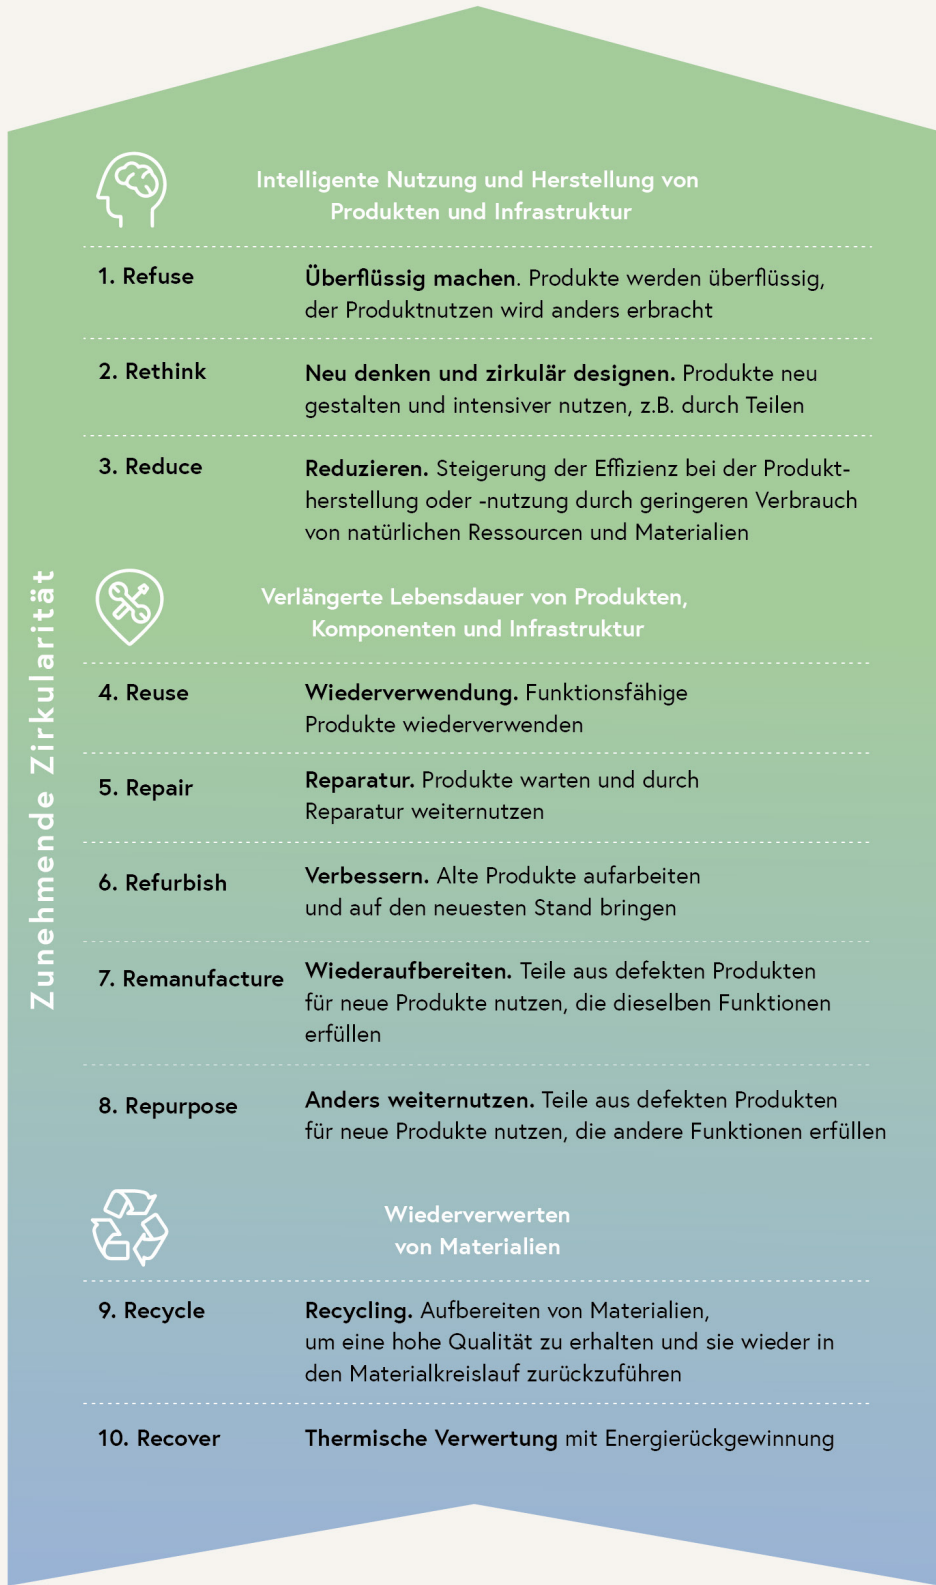 Intelligente Nutzung und Herstellung von
Produkten und Infrastruktur
1. Refuse
Überflüssig machen. Produkte werden überflüssig,
der Produktnutzen wird anders erbracht
2. Rethink
Neu denken und zirkulär designen. Produkte neu
gestalten und intensiver nutzen, z.B. durch Teilen
3. Reduce
Reduzieren. Steigerung der Effizienz bei der Produkt-
herstellung oder -nutzung durch geringeren Verbrauch
von natürlichen Ressourcen und Materialien
Zunehmende Zirkularität
Verlängerte Lebensdauer von Produkten,
Komponenten und Infrastruktur
4. Reuse
Wiederverwendung. Funktionsfähige
Produkte wiederverwenden
5. Repair
Reparatur. Produkte warten und durch
Reparatur weiternutzen
6. Refurbish
Verbessern. Alte Produkte aufarbeiten
und auf den neuesten Stand bringen
7. Remanufacture
Wiederaufbereiten. Teile aus defekten Produkten
für neue Produkte nutzen, die dieselben Funktionen
erfüllen
8. Repurpose
Anders weiternutzen. Teile aus defekten Produkten
für neue Produkte nutzen, die andere Funktionen erfüllen
Wiederverwerten
von Materialien
9. Recycle
Recycling. Aufbereiten von Materialien,
um eine hohe Qualität zu erhalten und sie wieder in
den Materialkreislauf zurückzuführen
10. Recover
Thermische Verwertung mit Energierückgewinnung